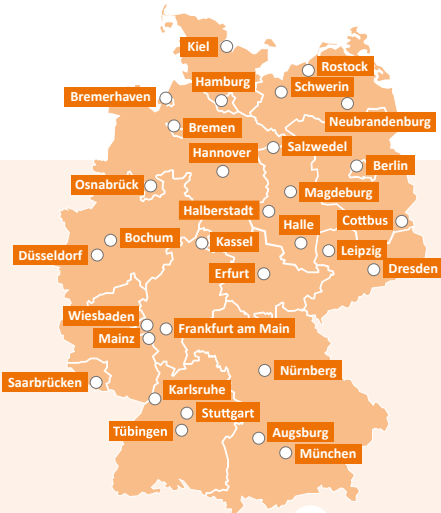 Kiel
Rostock
Hamburg
Schwerin
Bremerhaven
Neubrandenburg
Bremen
Salzwedel
Hannover
Berlin
Osnabrück
Magdeburg
Halberstadt
Cottbus
Halle
Bochum
Kassel
Leipzig
Düsseldorf
Dresden
Erfurt
Wiesbaden
Frankfurt am Main
Mainz
Nürnberg
Saarbrücken
Karlsruhe
Stuttgart
Tübingen
Augsburg
München